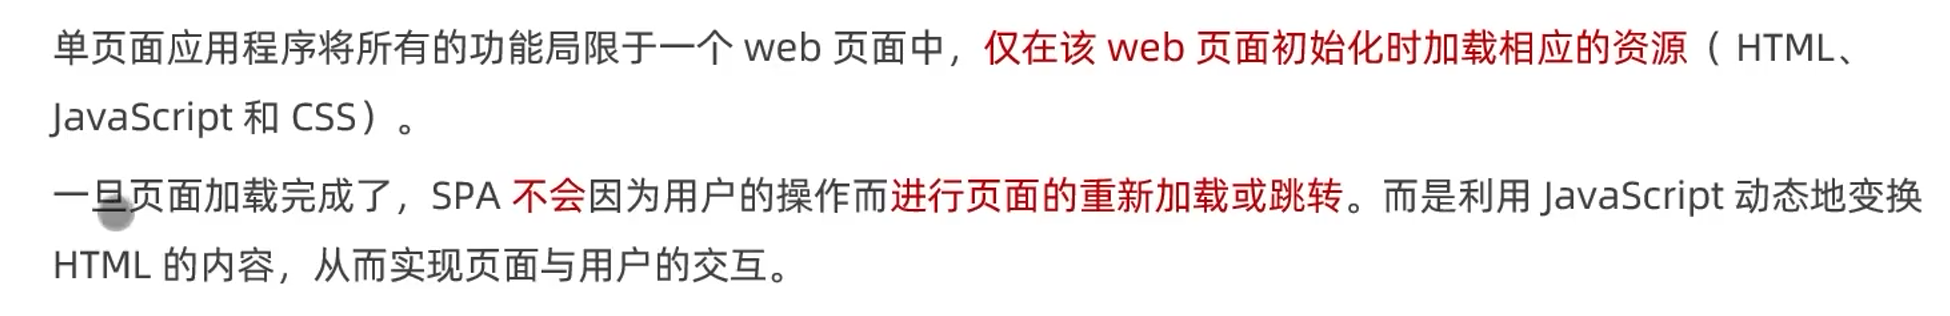 单页面应用程序将所有的功能局限于一个 web 页面中，仅在该 web 页面初始化时加载相应的资源（ HTML、
JavaScript 和 CSS）。
一旦页面加载完成了，SPA 不会因为用户的操作而进行页面的重新加载或跳转。而是利用 JavaScript 动态地变换
HTML 的内容，从而实现页面与用户的交互。